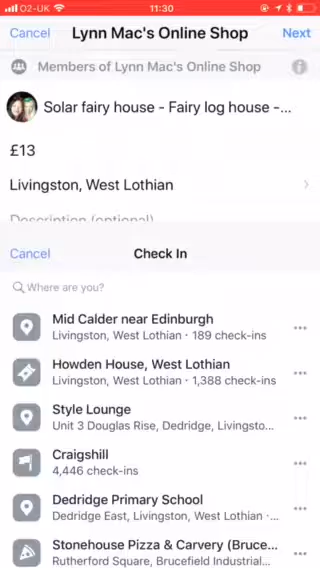 O2-UK 11:30
Cancel Lynn Mac's Online Shop Next
Members of Lynn Mac's Online Shop
Solar fairy house - Fairy log house -...
£13
Livingston, West Lothian
Description (optional)
Cancel Check In
Where are you?
Mid Calder near Edinburgh
Livingston, West Lothian · 189 check-ins
Howden House, West Lothian
Livingston, West Lothian · 1,388 check-ins
Style Lounge
Unit 3 Douglas Rise, Dedridge, Livingsto...
Craigshill
4,446 check-ins
Dedridge Primary School
Dedridge East, Livingston, West Lothian ·...
Stonehouse Pizza & Carvery (Bruce...
Rutherford Square, Brucefield Industrial...